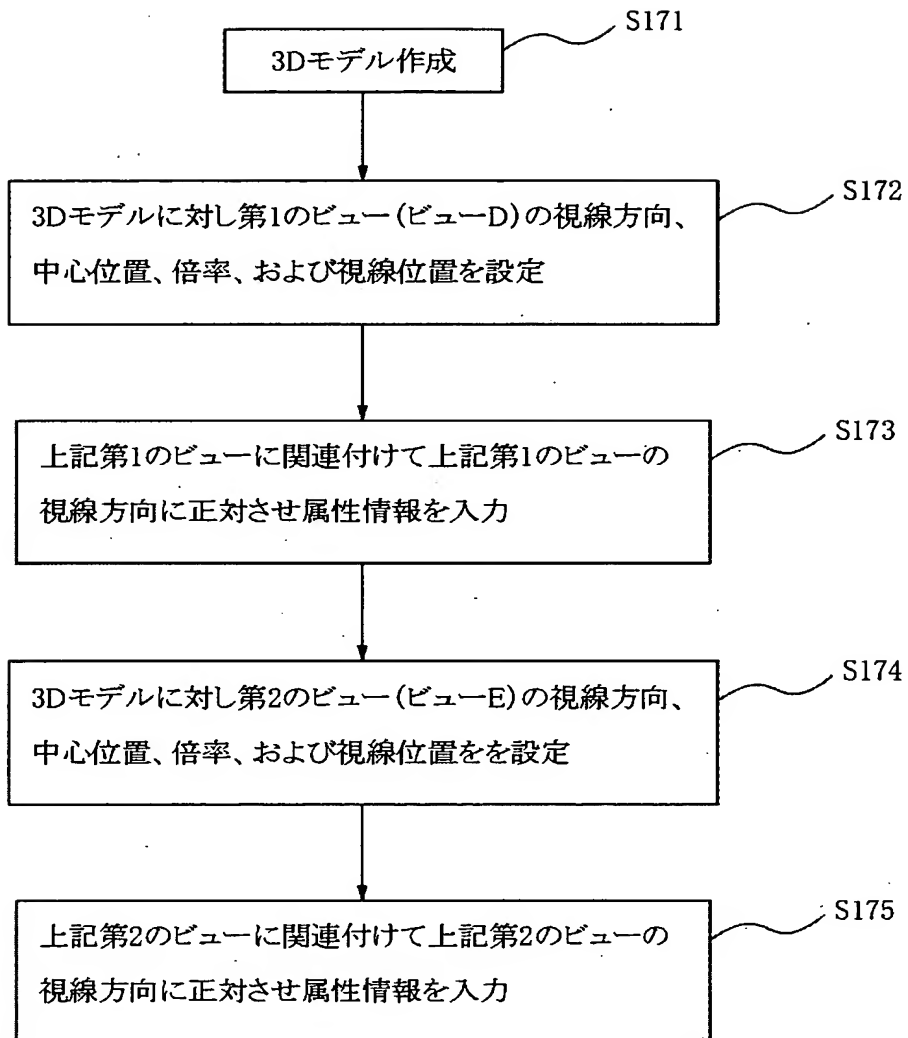 S171
3Dモデル作成
S172
3Dモデルに対し第1のビュー(ビューD)の視線方向、
中心位置、倍率、および視線位置を設定
S173
上記第1のビューに関連付けて上記第1のビューの
視線方向に正対させ属性情報を入力
S174
3Dモデルに対し第2のビュー(ビューE)の視線方向、
中心位置、倍率、および視線位置をを設定
S175
上記第2のビューに関連付けて上記第2のビューの
視線方向に正対させ属性情報を入力